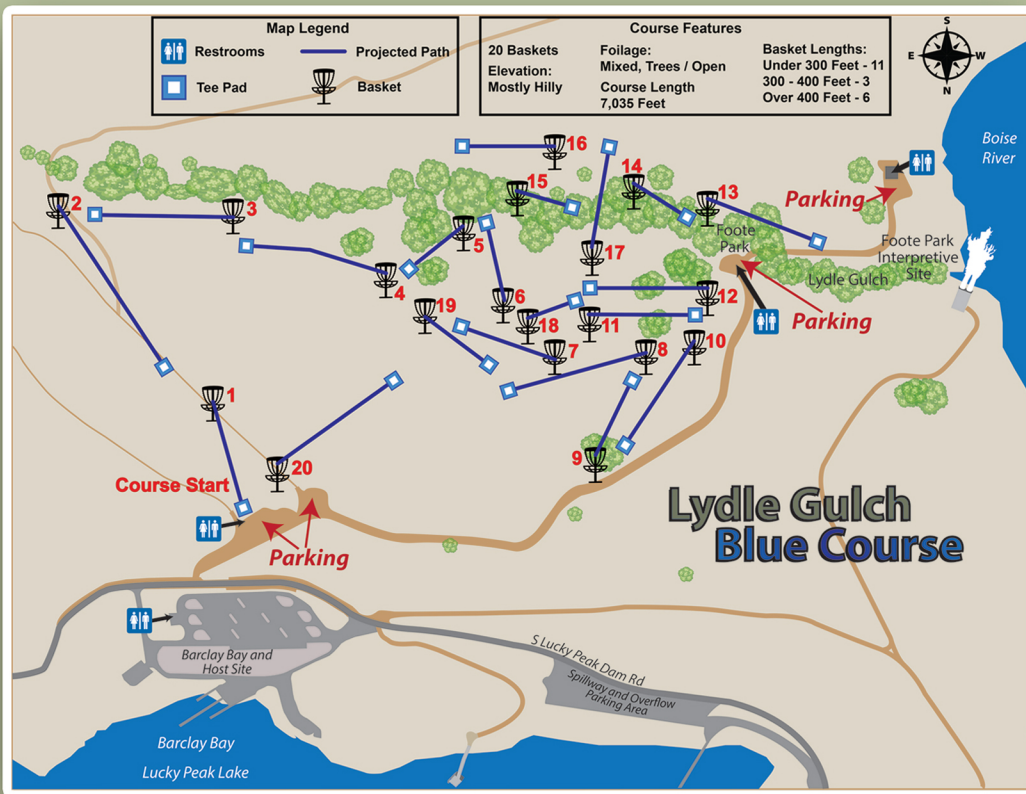 Map Legend
Restrooms
Projected Path
Tee Pad
Basket
Course Features
20 Baskets
Elevation:
Mostly Hilly
Foilage:
Mixed, Trees / Open
Course Length
7,035 Feet
Basket Lengths:
Under 300 Feet - 11
300 - 400 Feet - 3
Over 400 Feet - 6
S
E
W
N
Boise
River
16
15
14
13
2
3
5
17
4
6
19
18
11
12
7
8
10
1
9
20
Parking
Foote
Park
Foote Park
Interpretive
Site
Lydle Gulch
Parking
Course Start
Parking
Lydle Gulch
Blue Course
Barclay Bay and
Host Site
S Lucky Peak Dam Rd
Spillway and Overflow
Parking Area
Barclay Bay
Lucky Peak Lake